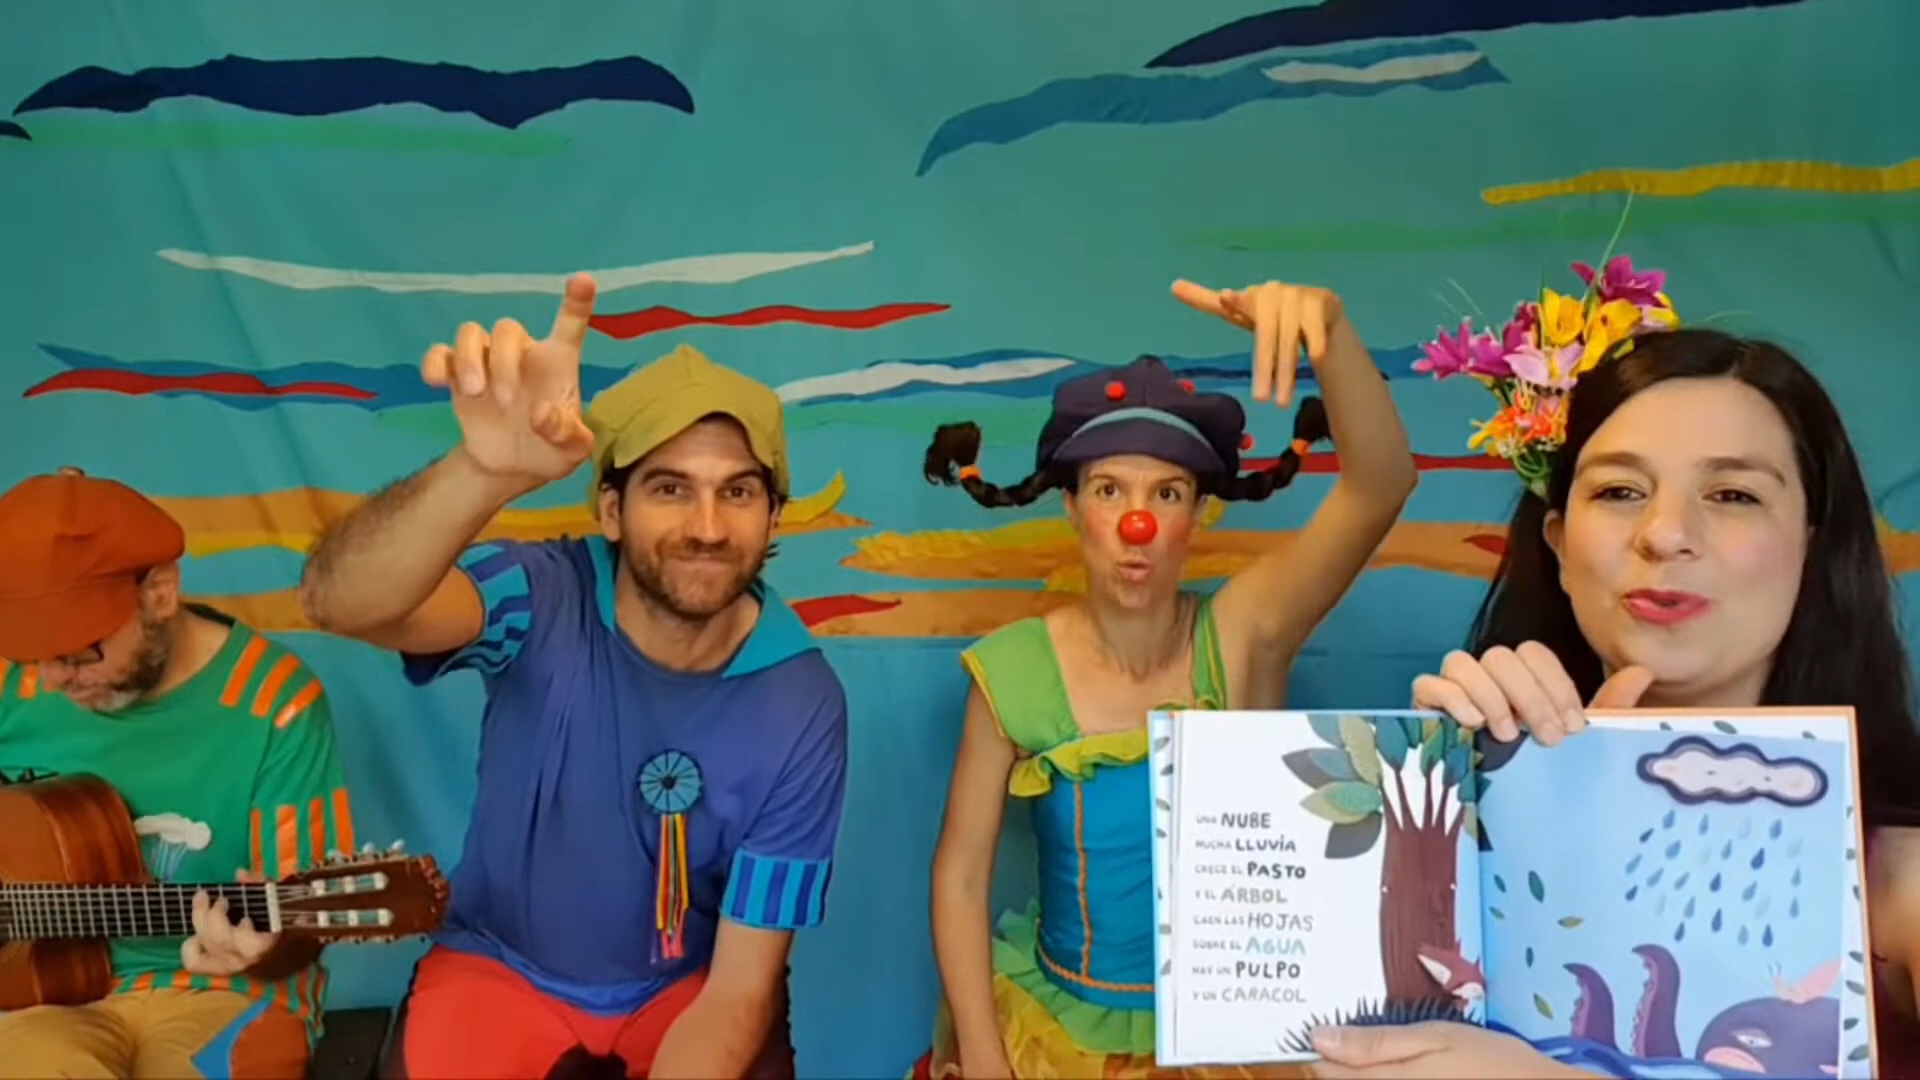 UNA NUBE
MUCHA LLUVIA
CRECE EL PASTO
Y EL ÁRBOL
CAEN LAS HOJAS
SOBRE EL AGUA
HAY UN PULPO
Y UN CARACOL